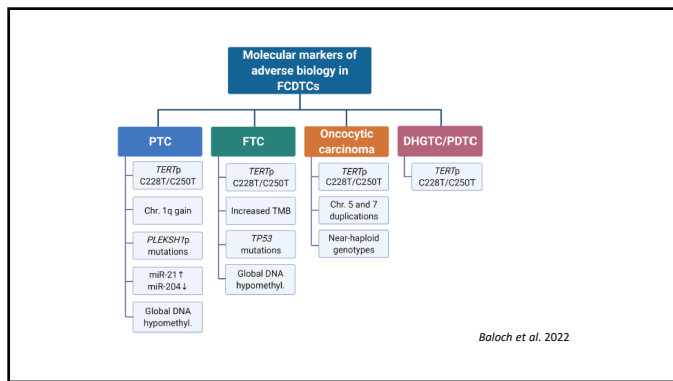 Molecular markers of
adverse biology in
FCDTCs
PTC
FTC
Oncocytic
carcinoma
DHGTC/PDTC
TERTp
C228T/C250T
Chr. 1q gain
PLEKSH1p
mutations
miR-21↑
miR-204↓
Global DNA
hypomethyl.
TERTp
C228T/C250T
Increased TMB
TP53
mutations
Global DNA
hypomethyl.
TERTp
C228T/C250T
Chr. 5 and 7
duplications
Near-haploid
genotypes
TERTp
C228T/C250T
Baloch et al. 2022